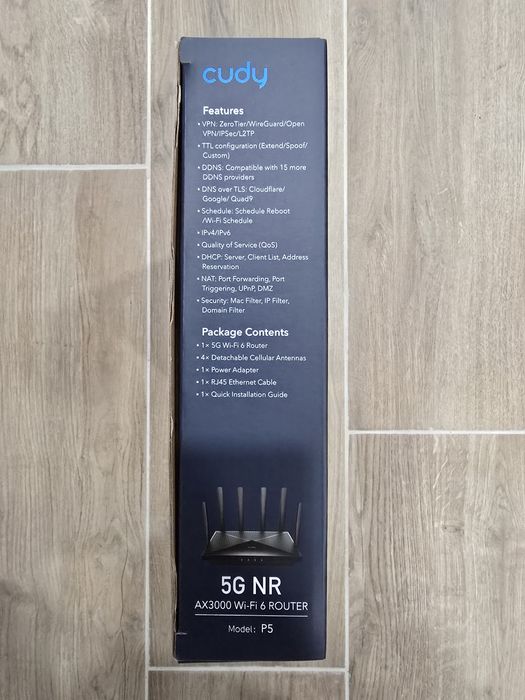 cudy
Features
• VPN: ZeroTier/WireGuard/Open
VPN/IPSec/L2TP
• TTL configuration (Extend/Spoof/
Custom)
• DDNS: Compatible with 15 more
DDNS providers
• DNS over TLS: Cloudflare/
Google/ Quad9
• Schedule: Schedule Reboot
/Wi-Fi Schedule
• IPv4/IPv6
• Quality of Service (QoS)
• DHCP: Server, Client List, Address
Reservation
• NAT: Port Forwarding, Port
Triggering, UPnP, DMZ
• Security: Mac Filter, IP Filter,
Domain Filter
Package Contents
• 1× 5G Wi-Fi 6 Router
• 4× Detachable Cellular Antennas
• 1× Power Adapter
• 1× RJ45 Ethernet Cable
• 1× Quick Installation Guide
5G NR
AX3000 Wi-Fi 6 ROUTER
Model: P5